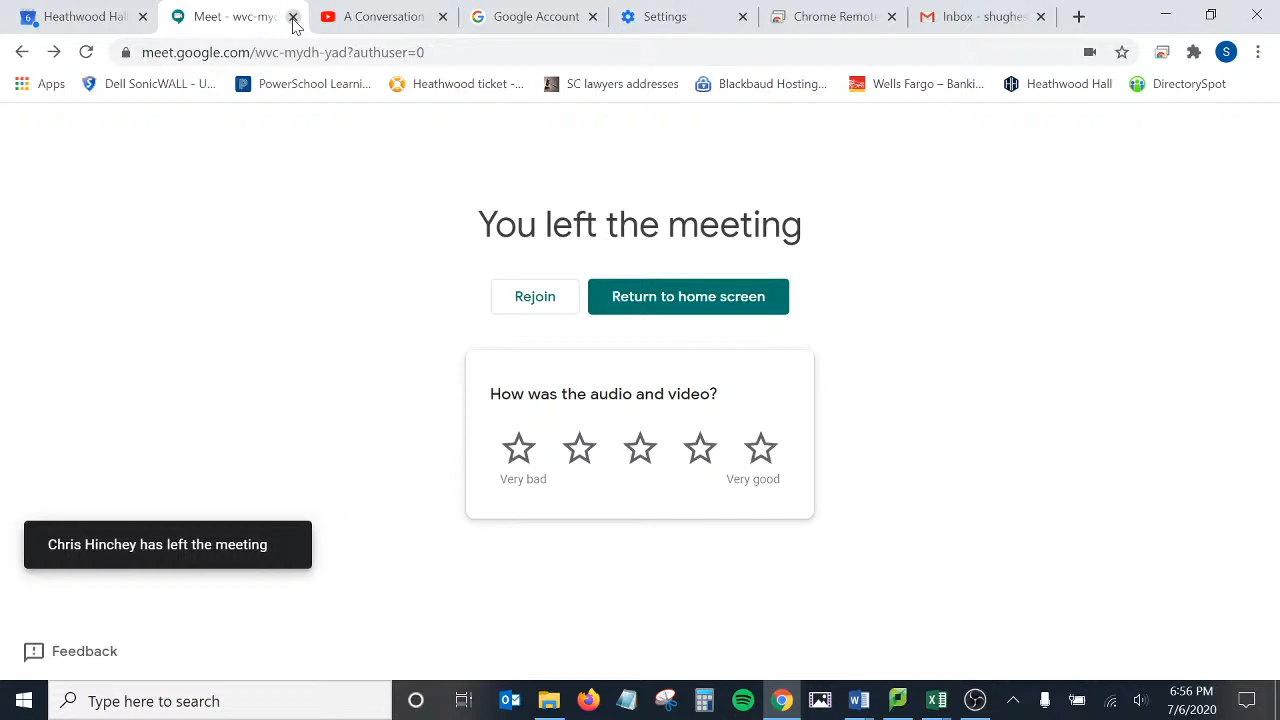 6
Heathwood Hall
Meet - wvc-myd
A Conversation
Google Account
Settings
Chrome Remo
Inbox - shughes
meet.google.com/wvc-mydh-yad?authuser=0
S
Apps
Dell SonicWALL - U...
PowerSchool Learni...
Heathwood ticket -...
SC lawyers addresses
Blackbaud Hosting...
Wells Fargo – Banki...
Heathwood Hall
DirectorySpot
You left the meeting
Rejoin
Return to home screen
How was the audio and video?
Very bad
Very good
Chris Hinchey has left the meeting
Feedback
Type here to search
6:56 PM
7/6/2020